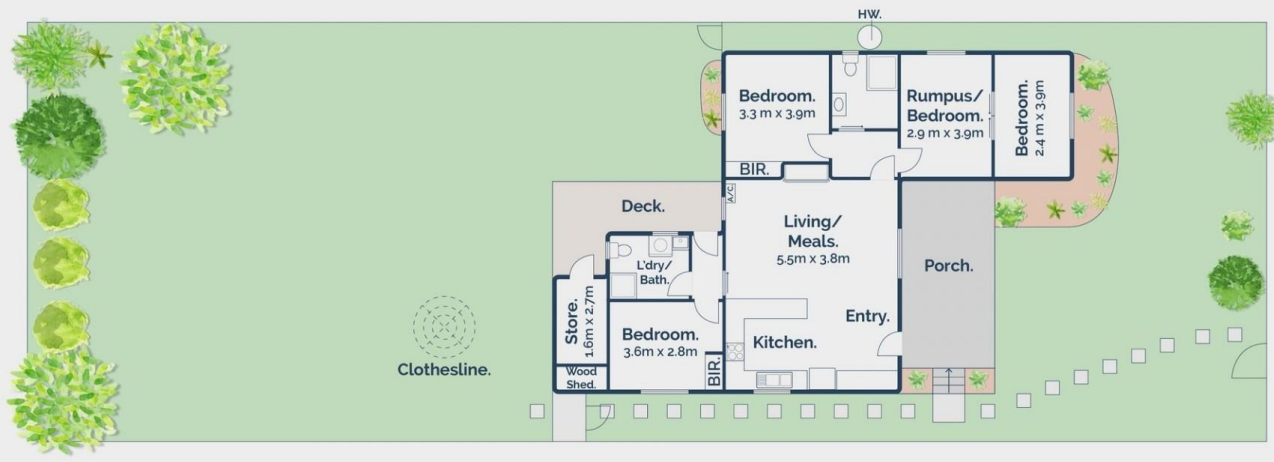 HW.
Bedroom.
3.3 m x 3.9m
BIR.
Rumpus/
Bedroom.
2.9 m x 3.9m
Bedroom.
2.4 m x 3.9m
A/C.
Deck.
Living/
Meals.
5.5m x 3.8m
Porch.
L'dry/
Bath.
Store.
1.6m x 2.7m
Bedroom.
3.6m x 2.8m
BIR.
Entry.
Kitchen.
Wood
Shed.
Clothesline.